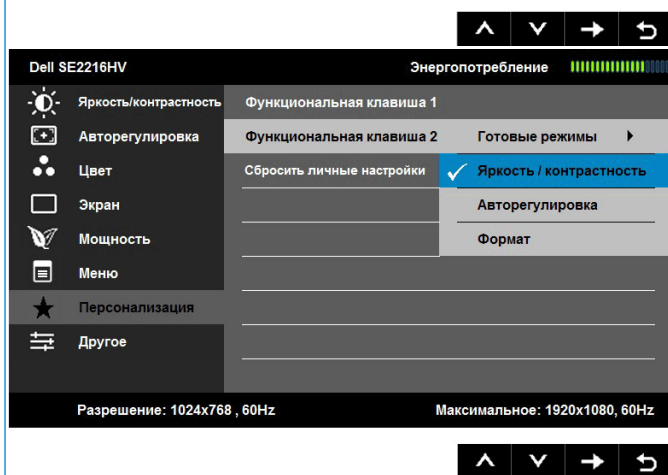 Dell SE2216HV Энергопотребление
Яркость/контрастность Функциональная клавиша 1
Авторегулировка Функциональная клавиша 2 Готовые режимы
Цвет Сбросить личные настройки Яркость / контрастность
Экран Авторегулировка
Мощность Формат
Меню
Персонализация
Другое
Разрешение: 1024x768 , 60Hz Максимальное: 1920x1080, 60Hz